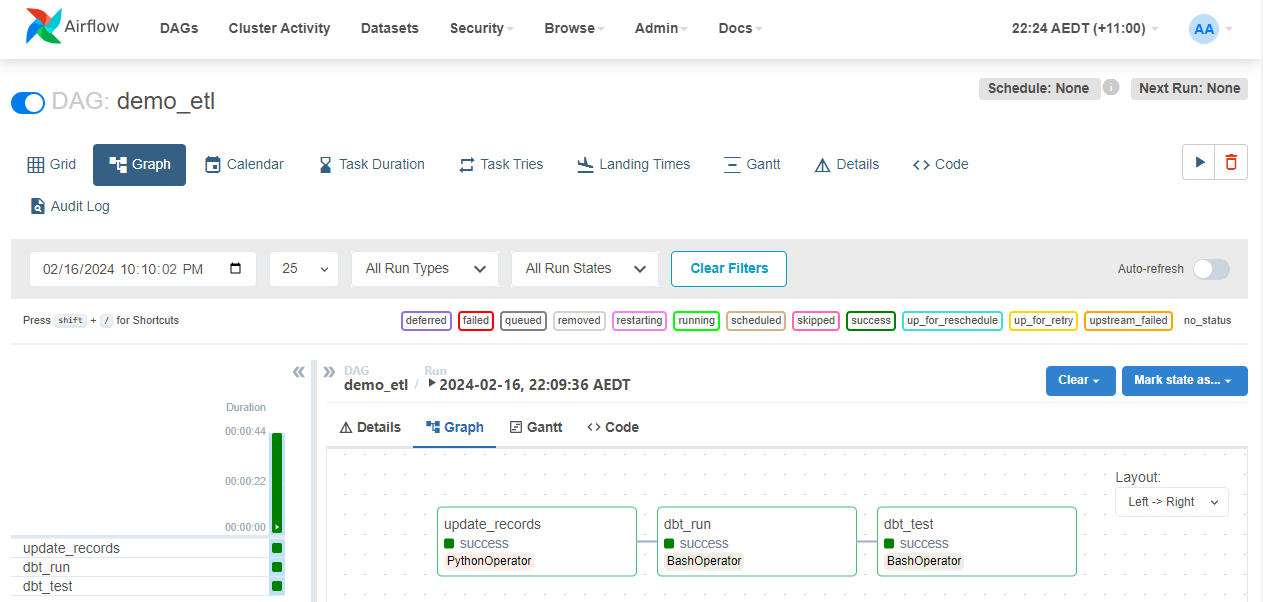 Airflow DAGs Cluster Activity Datasets Security Browse Admin Docs 22:24 AEDT (+11:00) AA
DAG: demo_etl Schedule: None i Next Run: None
Grid Graph Calendar Task Duration Task Tries Landing Times Gantt Details <> Code
Audit Log
02/16/2024 10:10:02 PM 25 All Run Types All Run States Clear Filters Auto-refresh
Press shift + / for Shortcuts deferred failed queued removed restarting running scheduled skipped success up_for_reschedule up_for_retry upstream_failed no_status
« » DAG Run
demo_etl / 2024-02-16, 22:09:36 AEDT Clear Mark state as...
Duration
00:00:44
00:00:22
00:00:00
update_records
dbt_run
dbt_test
Details Graph Gantt <> Code
Layout:
Left -> Right
update_records
success
PythonOperator
dbt_run
success
BashOperator
dbt_test
success
BashOperator